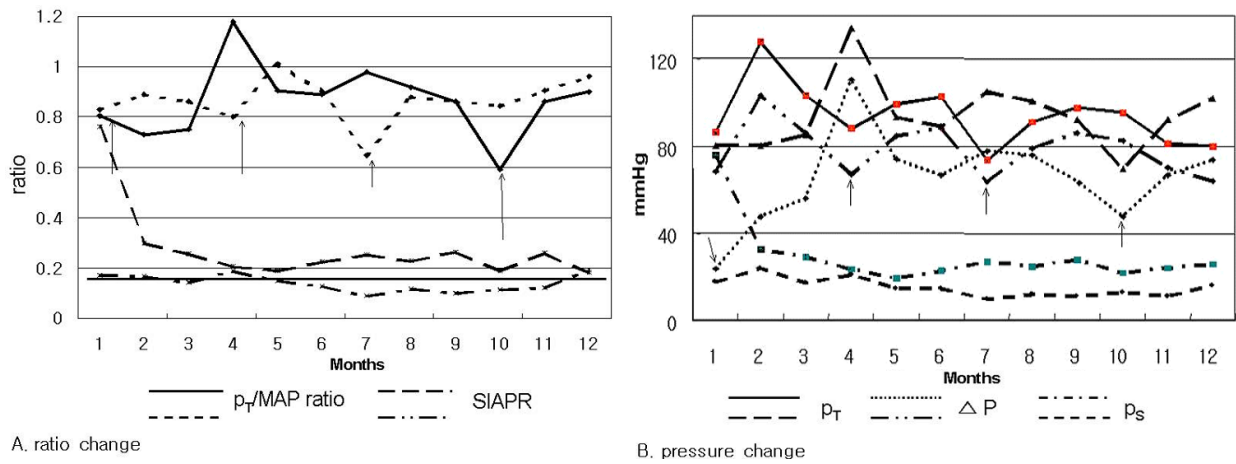 1.2
1
0.8
0.6
0.4
0.2
0
ratio
1 2 3 4 5 6 7 8 9 10 11 12
Months
pT/MAP ratio
SIAPR
A. ratio change
120
80
40
0
mmHg
1 2 3 4 5 6 7 8 9 10 11 12
Months
pT
△ P
pS
B. pressure change